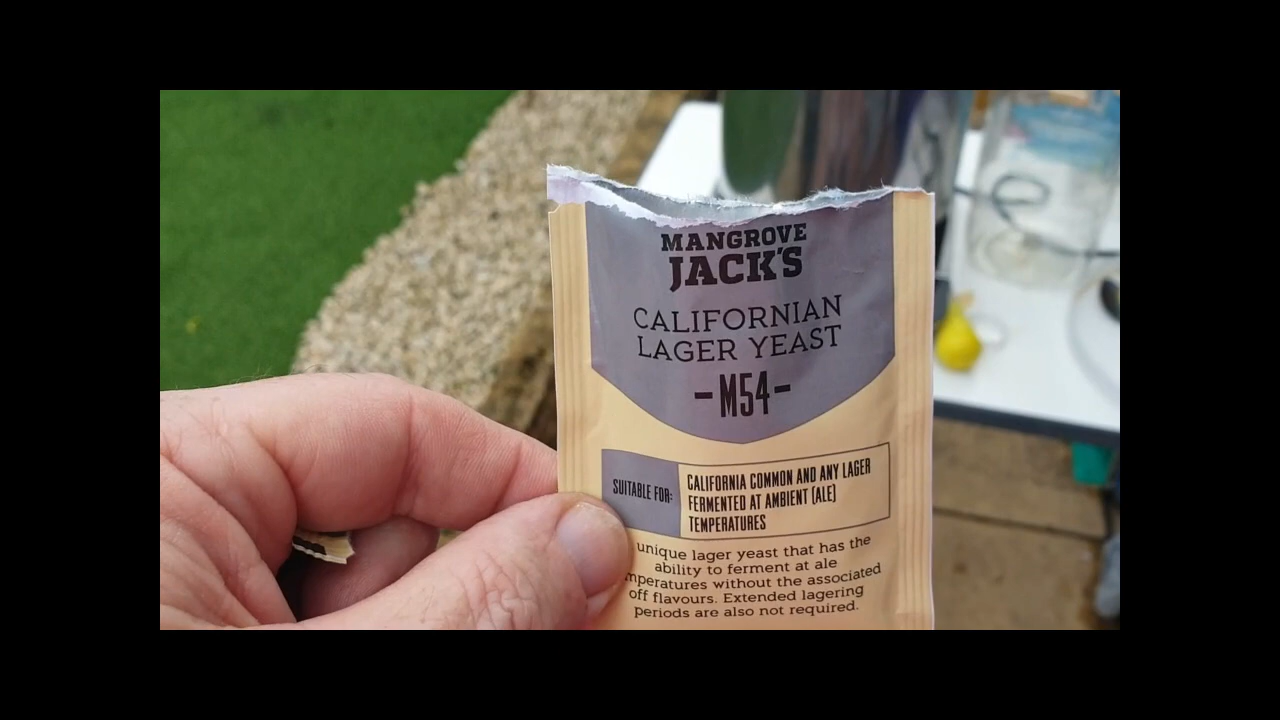 MANGROVE
JACK'S
CALIFORNIAN
LAGER YEAST
-M54-
SUITABLE FOR:
CALIFORNIA COMMON AND ANY LAGER
FERMENTED AT AMBIENT (ALE)
TEMPERATURES
unique lager yeast that has the
ability to ferment at ale
mperatures without the associated
off flavours. Extended lagering
periods are also not required.